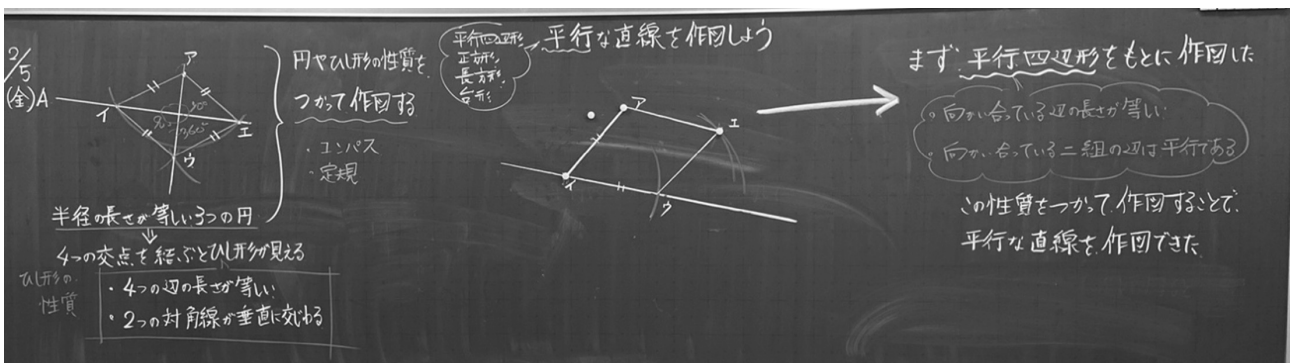 2/5
(金)
A
ア
イ
ウ
エ
90°
円やひし形の性質を
つかって作図する
・コンパス
・定規
半径の長さが等しい3つの円
⇓
4つの交点を結ぶとひし形が見える
ひし形の
性質
・4つの辺の長さが等しい
・2つの対角線が垂直に交じわる
平行四辺形
正方形
長方形
台形
平行な直線を作図しよう
ア
イ
ウ
エ
まず平行四辺形をもとに作図した
・向かい合っている辺の長さが等しい
・向かい合っている二組の辺は平行である
この性質をつかって作図することで、
平行な直線を作図できた